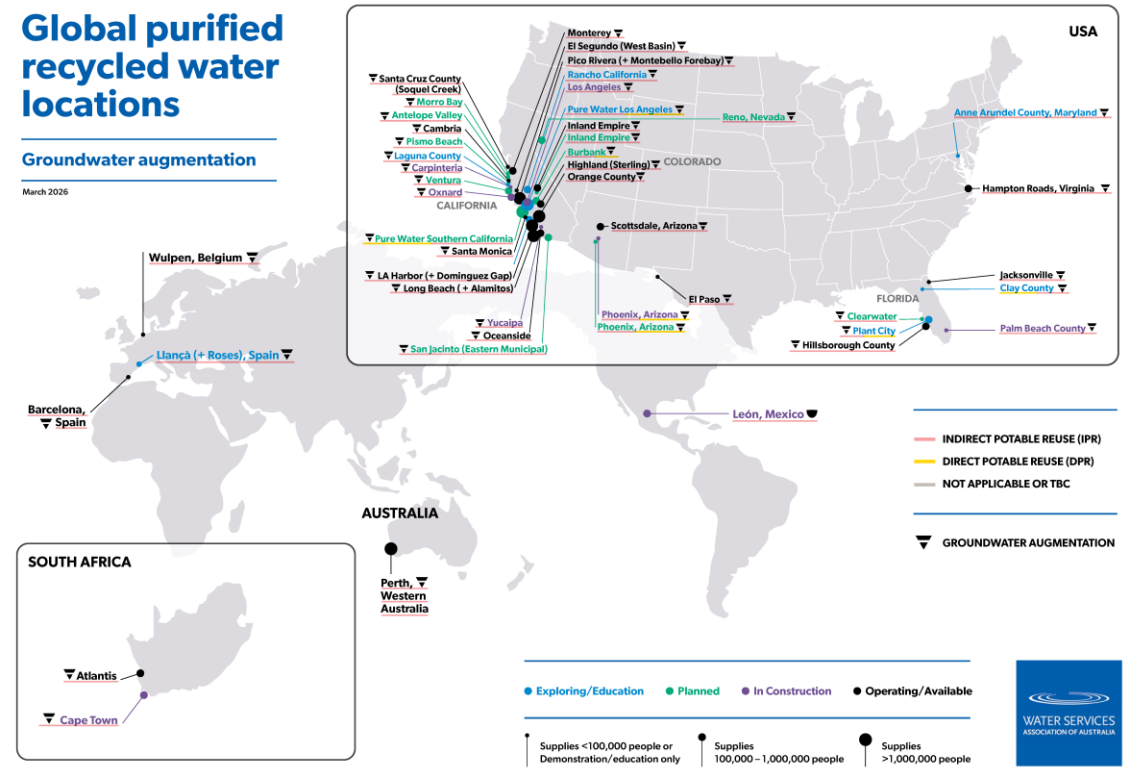 Global purified
recycled water
locations
Groundwater augmentation
March 2026
USA
Monterey
El Segundo (West Basin)
Pico Rivera (+ Montebello Forebay)
Rancho California
Los Angeles
Pure Water Los Angeles
Reno, Nevada
Inland Empire
Inland Empire
Burbank
COLORADO
Highland (Sterling)
Orange County
Santa Cruz County
(Soquel Creek)
Morro Bay
Antelope Valley
Cambria
Pismo Beach
Laguna County
Carpinteria
Ventura
Oxnard
CALIFORNIA
Pure Water Southern California
Santa Monica
LA Harbor (+ Dominguez Gap)
Long Beach ( + Alamitos)
Yucaipa
Oceanside
San Jacinto (Eastern Municipal)
Scottsdale, Arizona
El Paso
Phoenix, Arizona
Phoenix, Arizona
Anne Arundel County, Maryland
Hampton Roads, Virginia
Jacksonville
Clay County
FLORIDA
Clearwater
Plant City
Palm Beach County
Hillsborough County
Wulpen, Belgium
Llançà (+ Roses), Spain
Barcelona,
Spain
León, Mexico
AUSTRALIA
Perth,
Western
Australia
SOUTH AFRICA
Atlantis
Cape Town
INDIRECT POTABLE REUSE (IPR)
DIRECT POTABLE REUSE (DPR)
NOT APPLICABLE OR TBC
GROUNDWATER AUGMENTATION
Exploring/Education
Planned
In Construction
Operating/Available
Supplies <100,000 people or
Demonstration/education only
Supplies
100,000 – 1,000,000 people
Supplies
>1,000,000 people
WATER SERVICES
ASSOCIATION OF AUSTRALIA